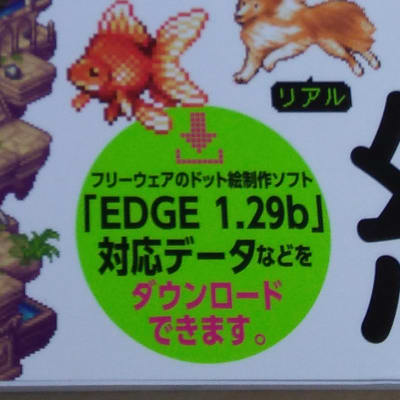 リアル
フリーウェアのドット絵制作ソフト
「EDGE 1.29b」
対応データなどを
ダウンロード
できます。